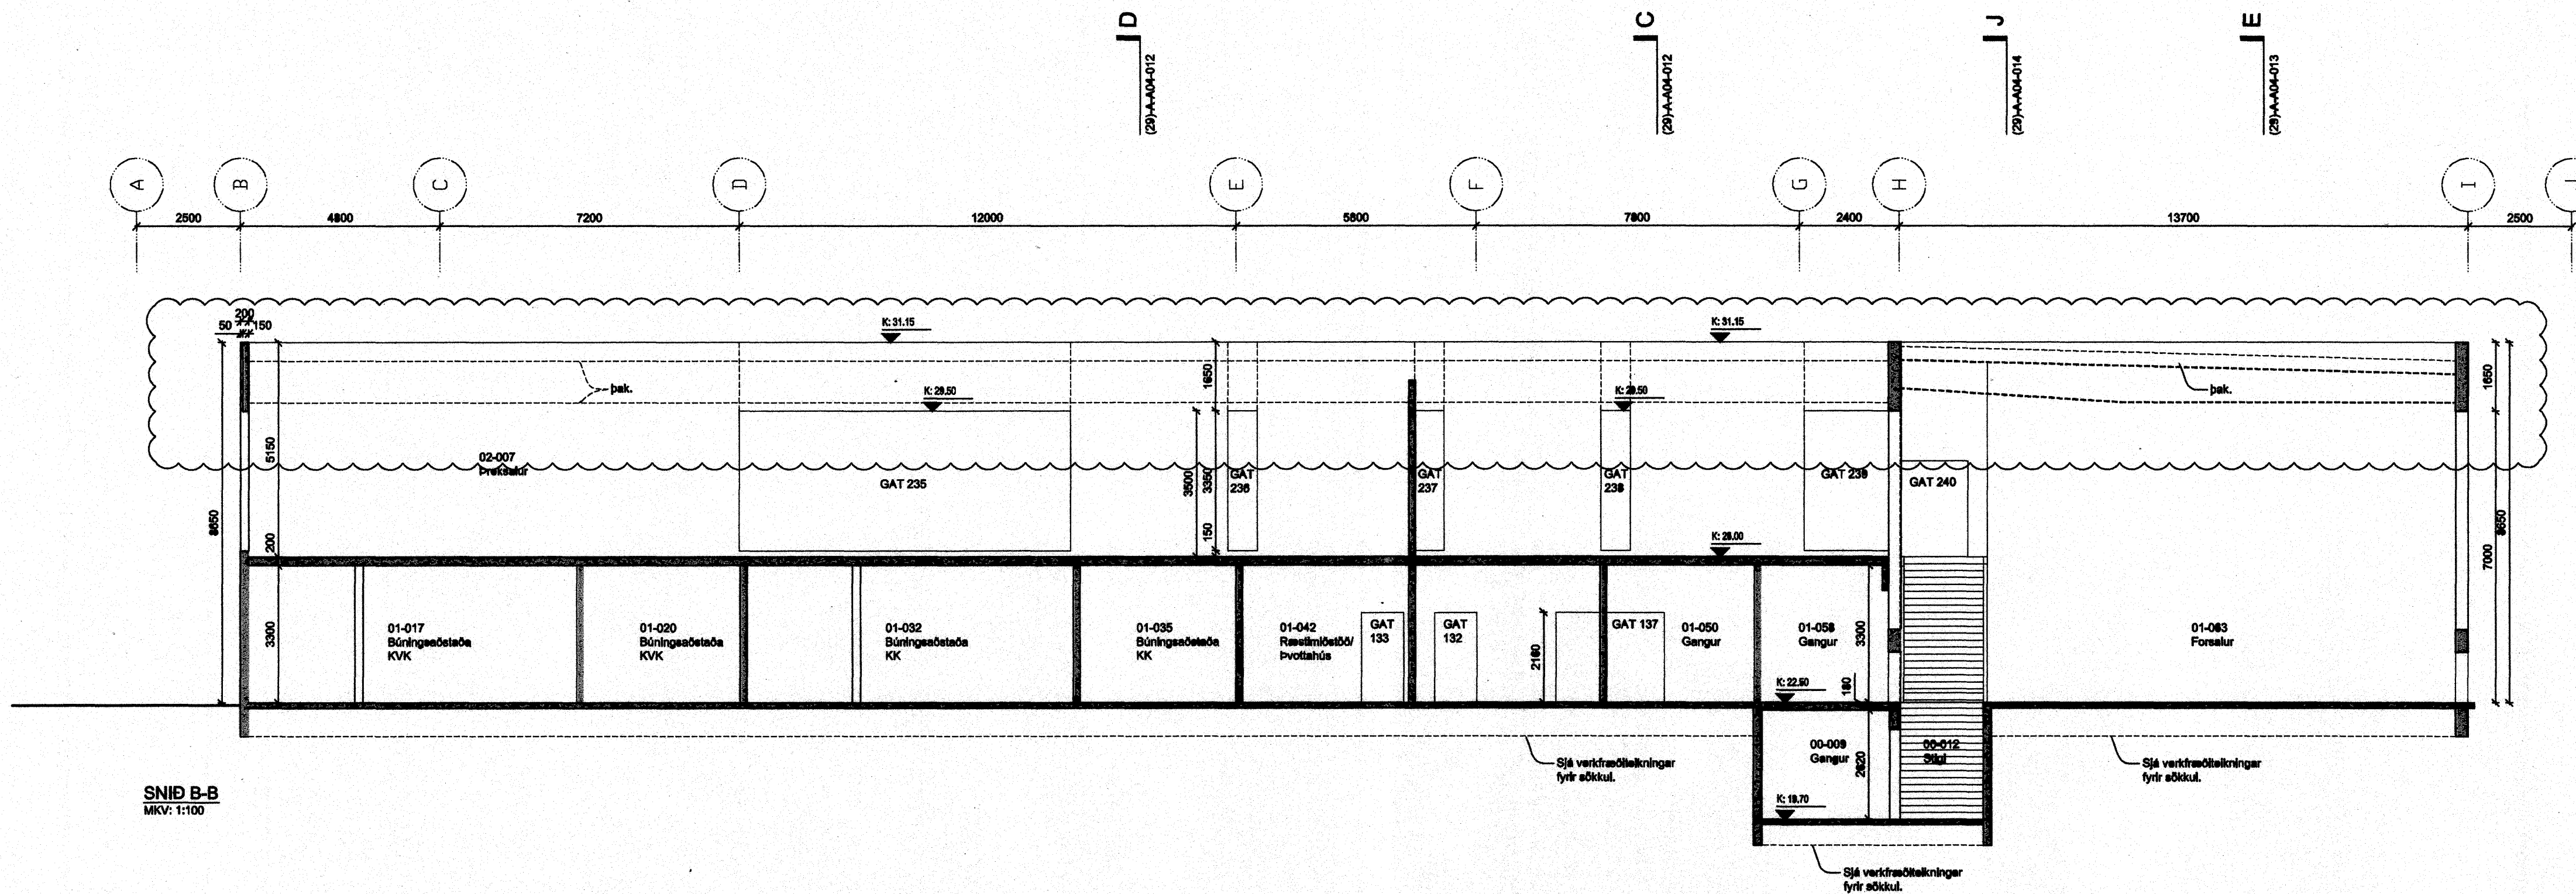 D
C
J
E
(29)-A-A04-012
(29)-A-A04-012
(29)-A-A04-014
(29)-A-A04-013
A
B
C
D
E
F
G
H
I
2500
4800
7200
12000
5800
7800
2400
13700
2500
200
50
150
K: 31.15
K: 31.15
þak.
K: 29.50
1650
K: 29.50
þak.
1650
5150
02-007
Þreksalur
GAT 235
3500
3350
GAT
236
GAT
237
GAT
238
GAT 239
GAT 240
8650
200
150
K: 26.00
7000
8650
3300
01-017
Búningsaðstaða
KVK
01-020
Búningsaðstaða
KVK
01-032
Búningsaðstaða
KK
01-035
Búningsaðstaða
KK
01-042
Ræstimiðstöð/
Þvottahús
GAT
133
GAT
132
2160
GAT 137
01-050
Gangur
01-058
Gangur
3300
01-063
Forsalur
K: 22.50
180
00-009
Gangur
00-012
Stigi
2620
K: 19.70
Sjá verkfræðiteikningar
fyrir sökkul.
Sjá verkfræðiteikningar
fyrir sökkul.
Sjá verkfræðiteikningar
fyrir sökkul.
SNIÐ B-B
MKV: 1:100